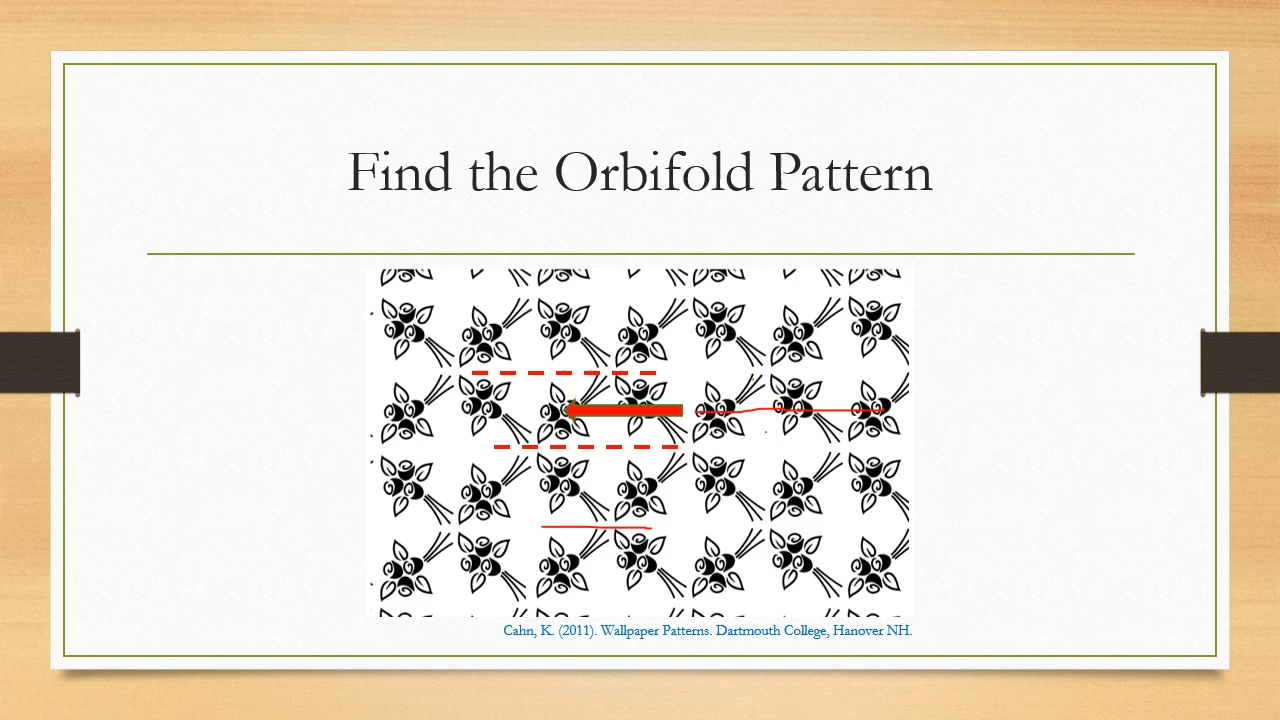 Find the Orbifold Pattern
Cahn, K. (2011). Wallpaper Patterns. Dartmouth College, Hanover NH.